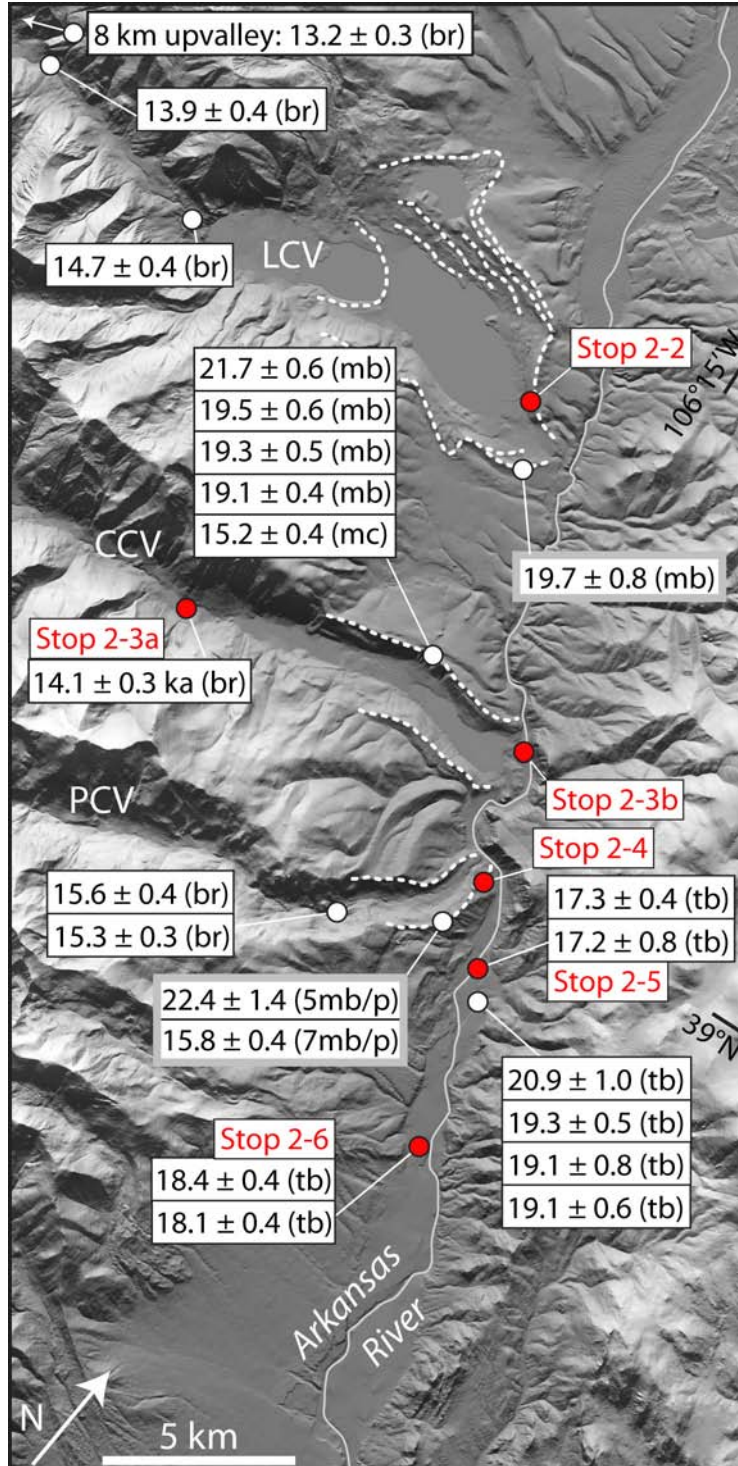 8 km upvalley: 13.2 ± 0.3 (br)
13.9 ± 0.4 (br)
14.7 ± 0.4 (br)
LCV
Stop 2-2
106°15'W
21.7 ± 0.6 (mb)
19.5 ± 0.6 (mb)
19.3 ± 0.5 (mb)
19.1 ± 0.4 (mb)
15.2 ± 0.4 (mc)
CCV
19.7 ± 0.8 (mb)
Stop 2-3a
14.1 ± 0.3 ka (br)
PCV
Stop 2-3b
Stop 2-4
15.6 ± 0.4 (br)
15.3 ± 0.3 (br)
17.3 ± 0.4 (tb)
17.2 ± 0.8 (tb)
Stop 2-5
22.4 ± 1.4 (5mb/p)
15.8 ± 0.4 (7mb/p)
39°N
20.9 ± 1.0 (tb)
19.3 ± 0.5 (tb)
19.1 ± 0.8 (tb)
19.1 ± 0.6 (tb)
Stop 2-6
18.4 ± 0.4 (tb)
18.1 ± 0.4 (tb)
Arkansas
River
N
5 km